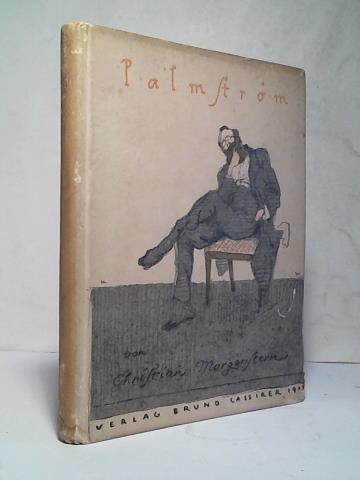 Palmſtröm
von
Chriſtian Morgenſtern
VERLAG BRUNO CASSIRER